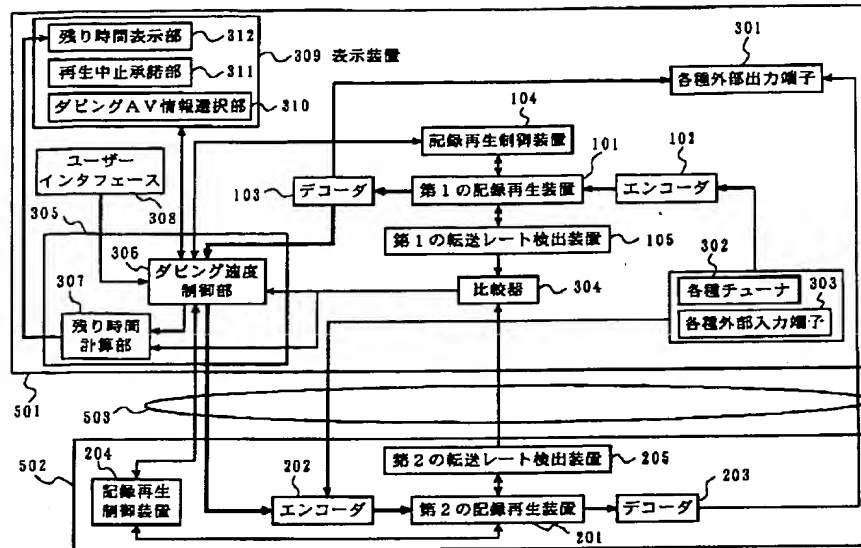 残り時間表示部
312
再生中止承諾部
311
ダビングAV情報選択部
310
309 表示装置
301
各種外部出力端子
104
記録再生制御装置
101
102
ユーザー
インタフェース
308
103
デコーダ
第1の記録再生装置
エンコーダ
305
第1の転送レート検出装置
105
306
ダビング速度
制御部
302
各種チューナ
303
各種外部入力端子
比較器
304
307
残り時間
計算部
501
503
502
204
記録再生
制御装置
202
エンコーダ
第2の転送レート検出装置
205
第2の記録再生装置
201
203
デコーダ